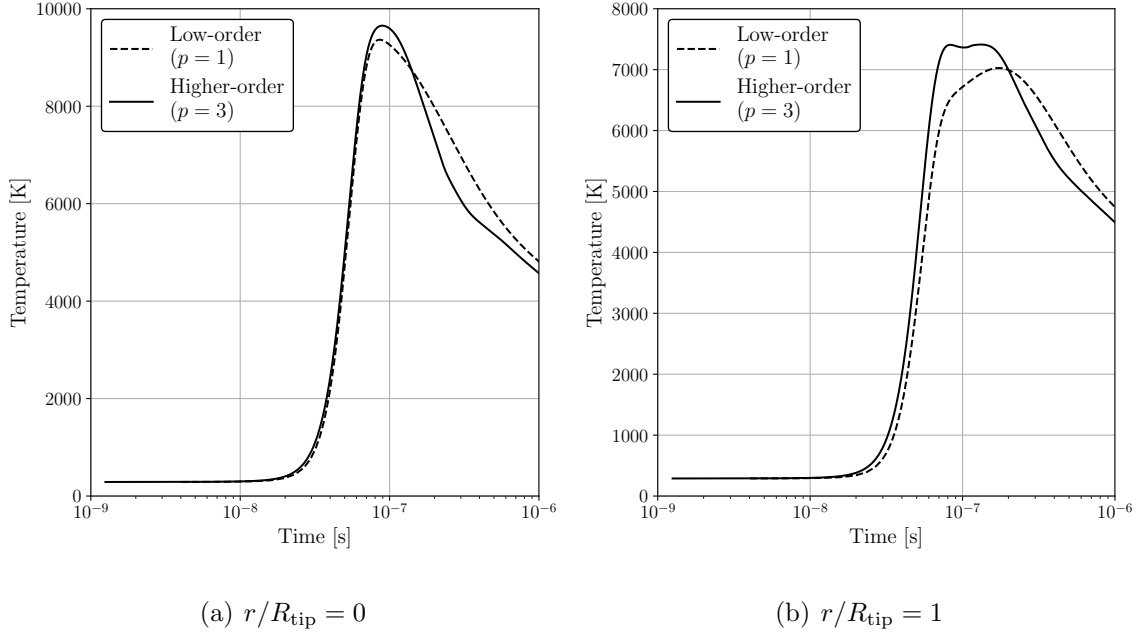 10000
8000
6000
4000
2000
0
Temperature [K]
10⁻⁹
10⁻⁸
10⁻⁷
10⁻⁶
Time [s]
Low-order
(p = 1)
Higher-order
(p = 3)
(a) r/R_tip = 0
8000
7000
6000
5000
4000
3000
2000
1000
0
Temperature [K]
10⁻⁹
10⁻⁸
10⁻⁷
10⁻⁶
Time [s]
Low-order
(p = 1)
Higher-order
(p = 3)
(b) r/R_tip = 1